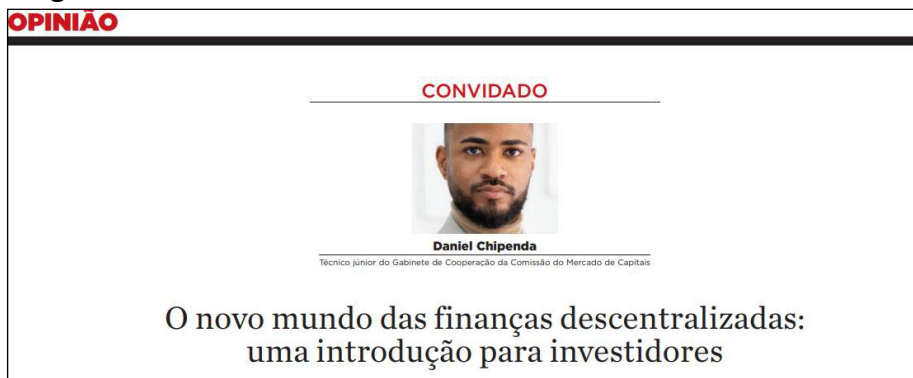 OPINIÃO
CONVIDADO
Daniel Chipenda
Técnico júnior do Gabinete de Cooperação da Comissão do Mercado de Capitais
O novo mundo das finanças descentralizadas:
uma introdução para investidores